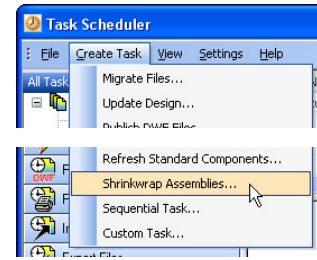 Task Scheduler
File Create Task View Settings Help
All Task
Migrate Files...
Update Design...
Publish DWF Files
Refresh Standard Components...
DWF
Shrinkwrap Assemblies...
Sequential Task...
Custom Task...
Export Files